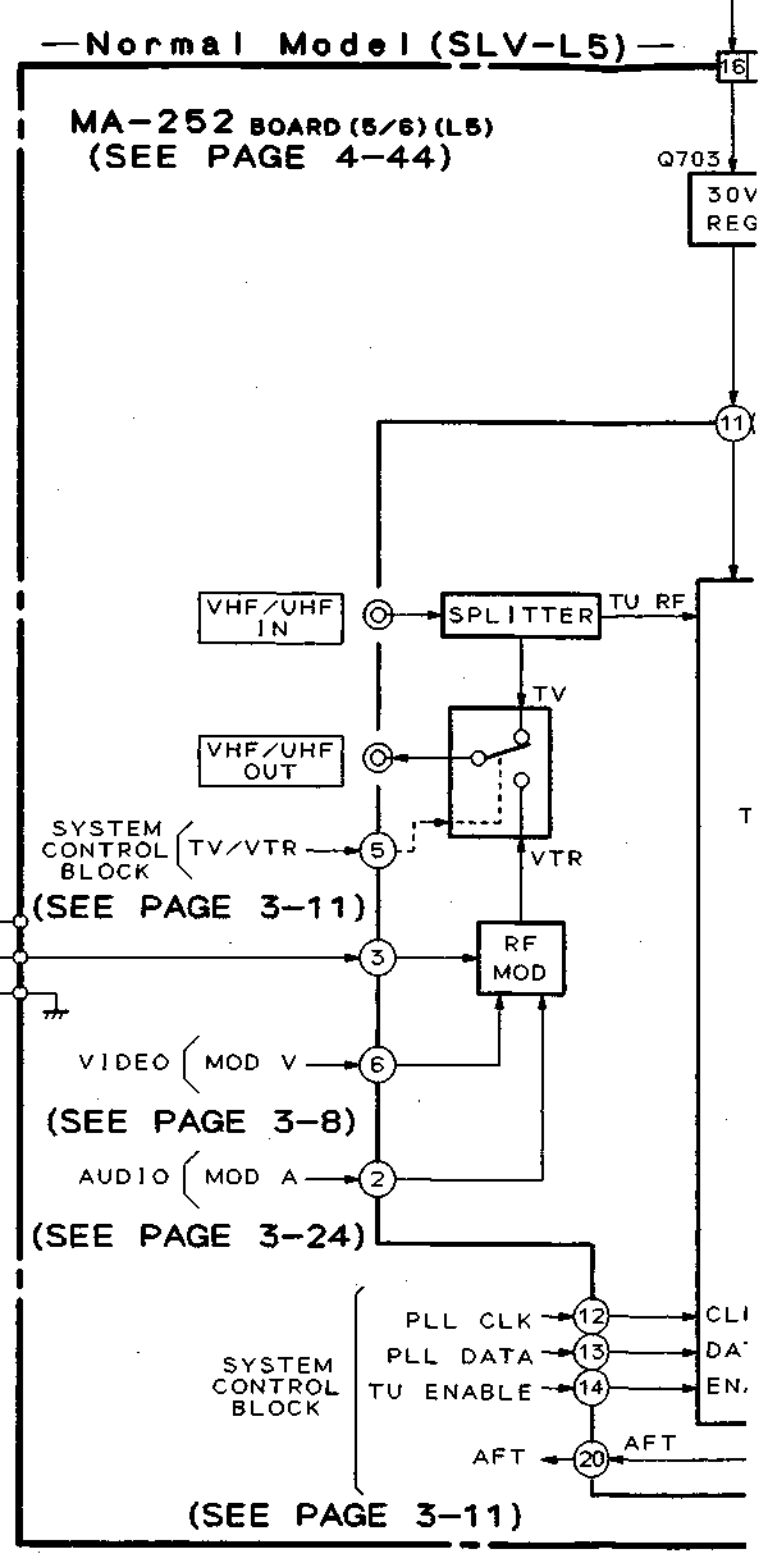 —Normal Model (SLV-L5)—
16
MA-252 BOARD (5/6) (L5)
(SEE PAGE 4-44)
Q703
30V
REG
11
VHF/UHF
IN
SPLITTER
TU RF
TV
VHF/UHF
OUT
T
SYSTEM
CONTROL
BLOCK
TV/VTR
5
VTR
(SEE PAGE 3-11)
3
RF
MOD
VIDEO
MOD V
6
(SEE PAGE 3-8)
AUDIO
MOD A
2
(SEE PAGE 3-24)
PLL CLK
12
PLL DATA
13
DA
SYSTEM
CONTROL
BLOCK
TU ENABLE
14
EN
AFT
20
AFT
(SEE PAGE 3-11)